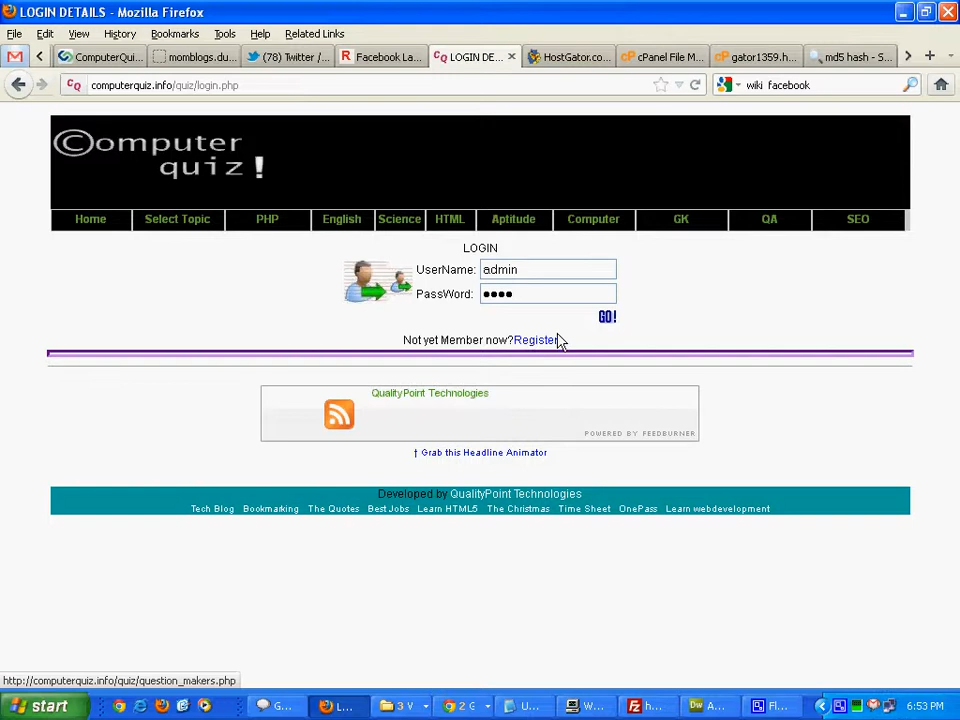 LOGIN DETAILS - Mozilla Firefox
File Edit View History Bookmarks Tools Help Related Links
ComputerQui... momblogs.du... (78) Twitter /... Facebook La... LOGIN DE... HostGator.co... cPanel File M... gator1359.h... md5 hash - S...
computerquiz.info/quiz/login.php wiki facebook
©omputer
quiz!
Home Select Topic PHP English Science HTML Aptitude Computer GK QA SEO
LOGIN
UserName: admin
PassWord: ●●●●
GO!
Not yet Member now?Register
QualityPoint Technologies
POWERED BY FEEDBURNER
↑ Grab this Headline Animator
Developed by QualityPoint Technologies
Tech Blog Bookmarking The Quotes Best Jobs Learn HTML5 The Christmas Time Sheet OnePass Learn webdevelopment
http://computerquiz.info/quiz/question_makers.php
start G... L... 3 V 2 G U... W... h... A... Fl... 6:53 PM